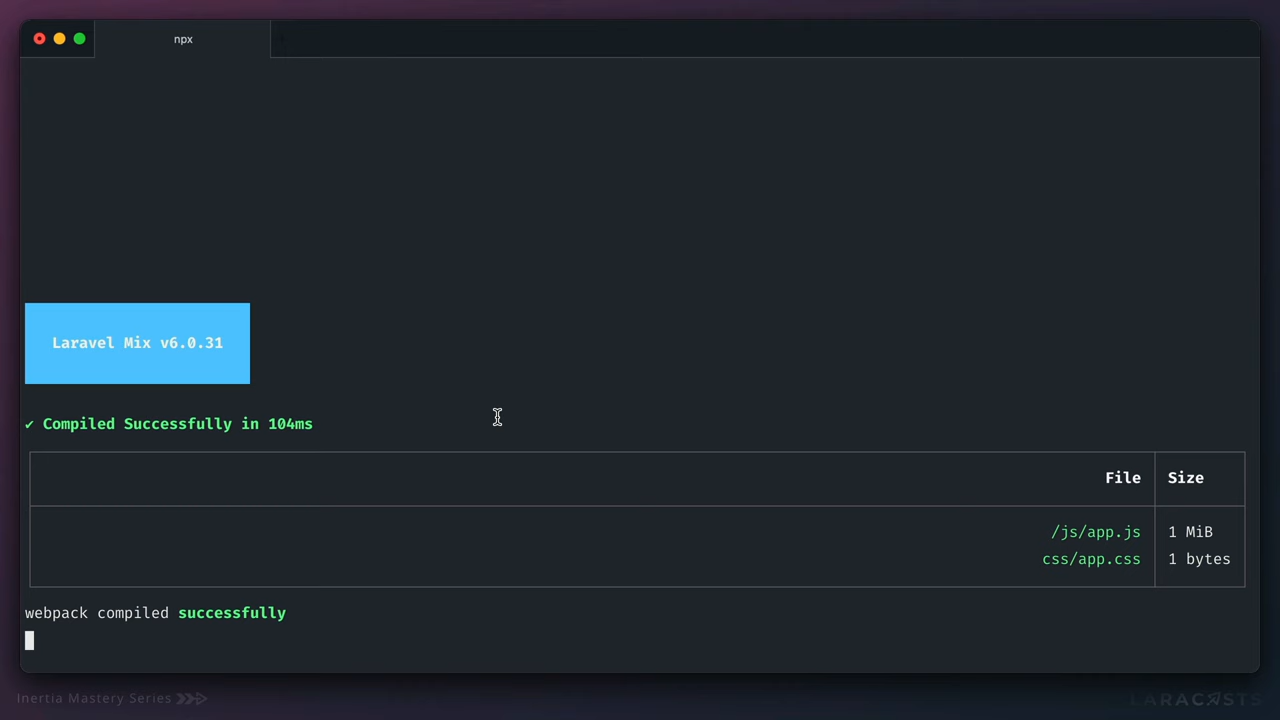 npx
Laravel Mix v6.0.31
✔ Compiled Successfully in 104ms
File Size
/js/app.js 1 MiB
css/app.css 1 bytes
webpack compiled successfully
Inertia Mastery Series
LARACASTS